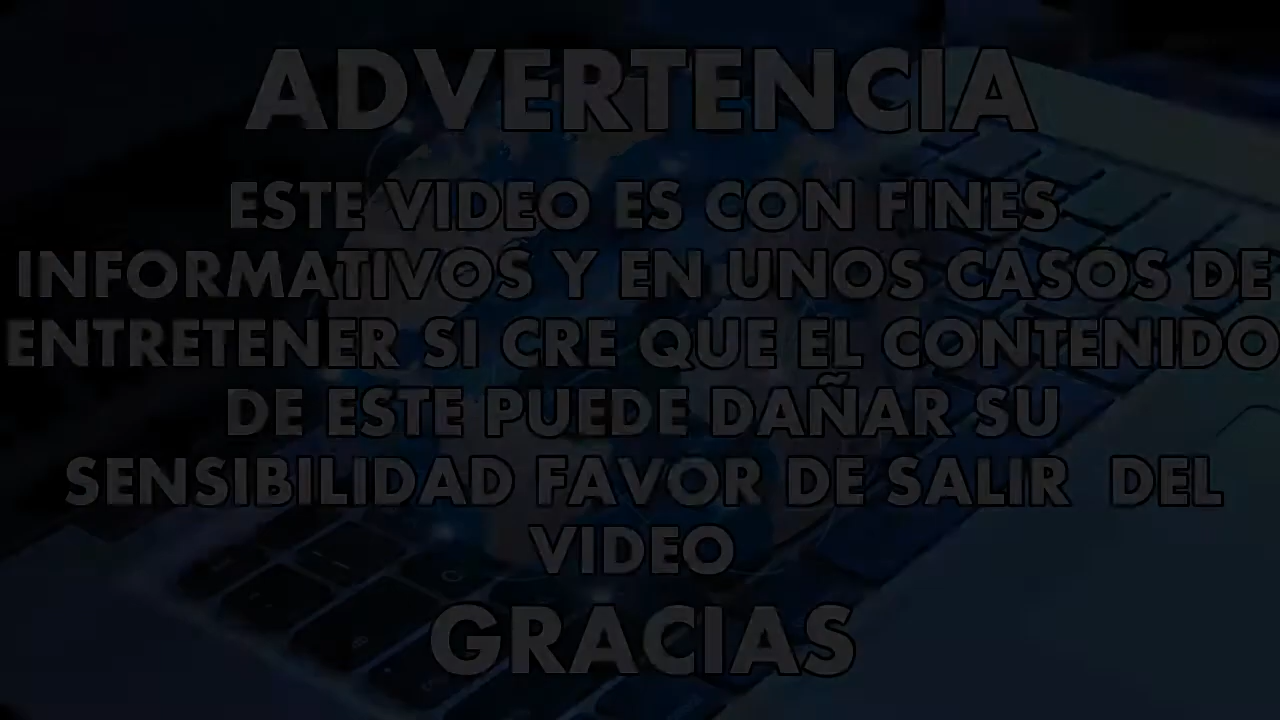 ADVERTENCIA
ESTE VIDEO ES CON FINES
INFORMATIVOS Y EN UNOS CASOS DE
ENTRETENER SI CRE QUE EL CONTENIDO
DE ESTE PUEDE DAÑAR SU
SENSIBILIDAD FAVOR DE SALIR  DEL
VIDEO
GRACIAS